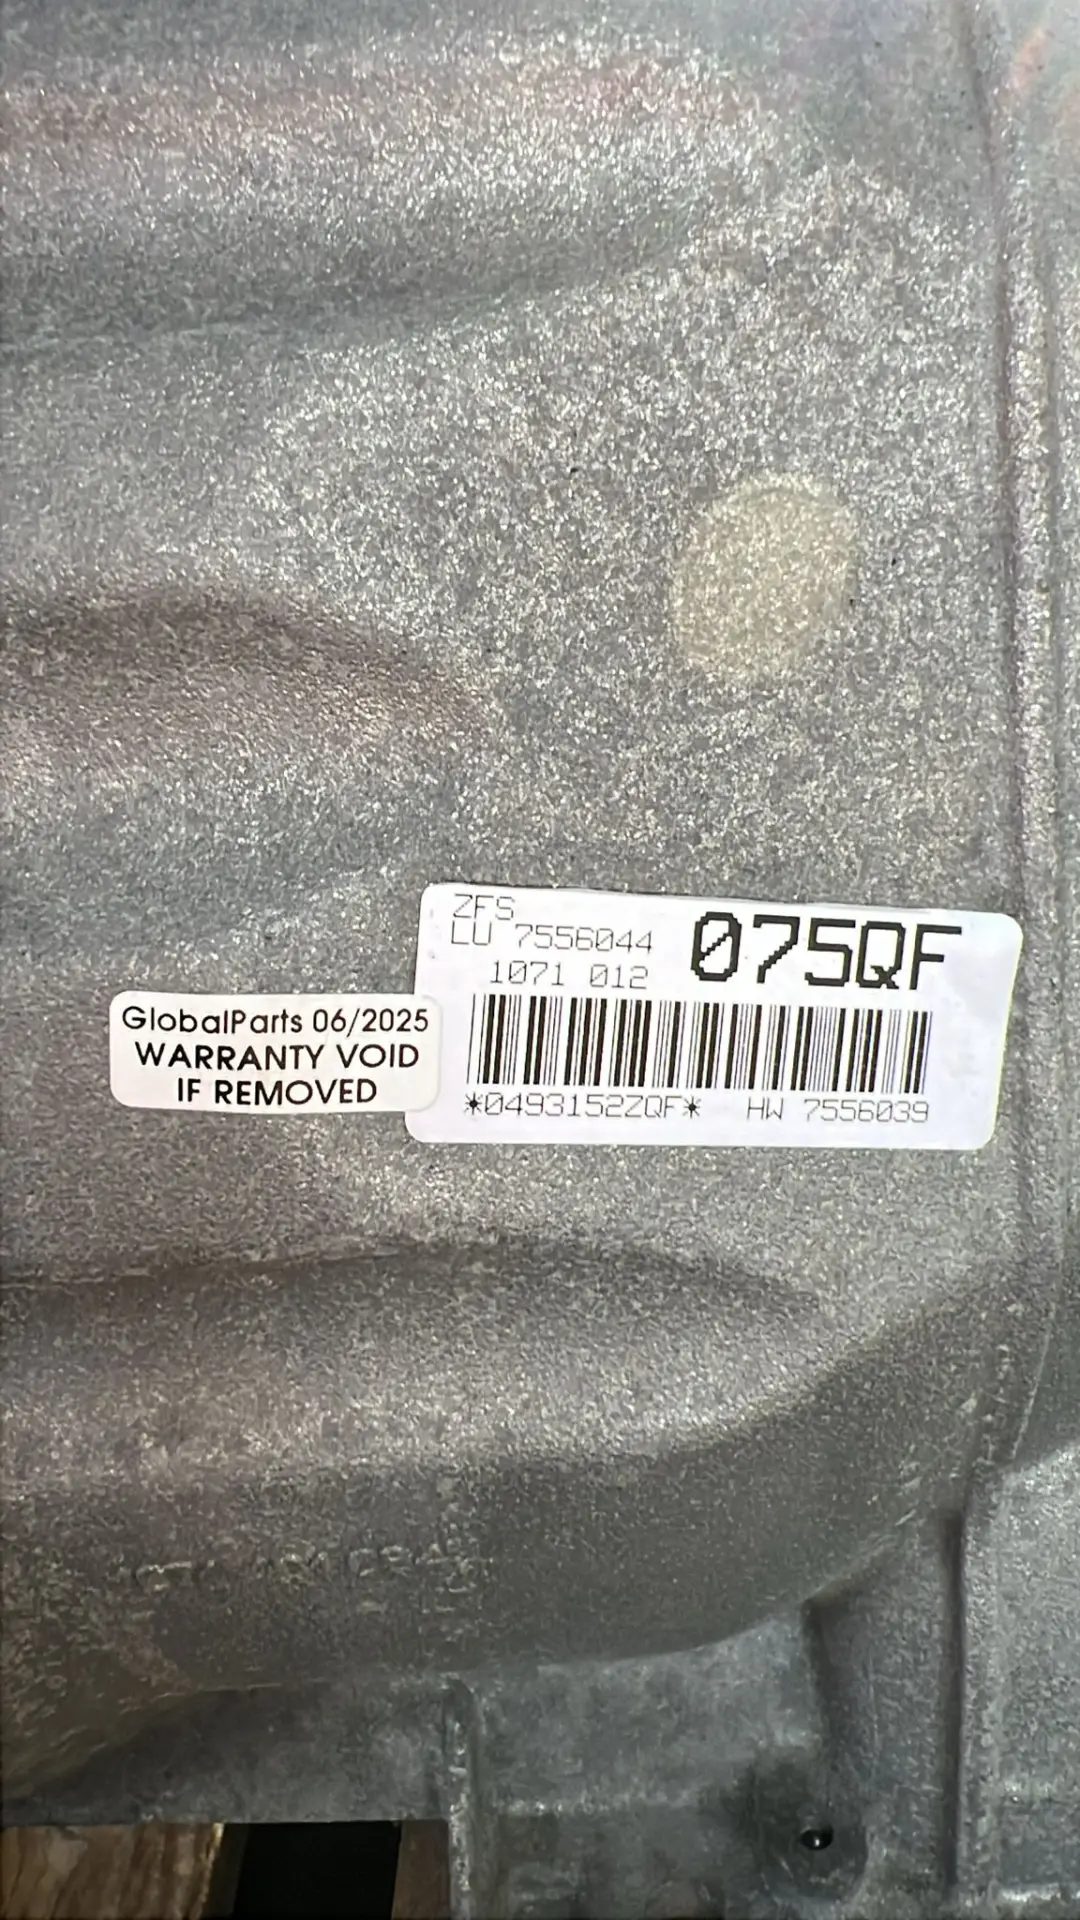 ZFS
LU 7556044
1071 012
075QF
*0493152ZQF* HW 7556039
GlobalParts 06/2025
WARRANTY VOID
IF REMOVED